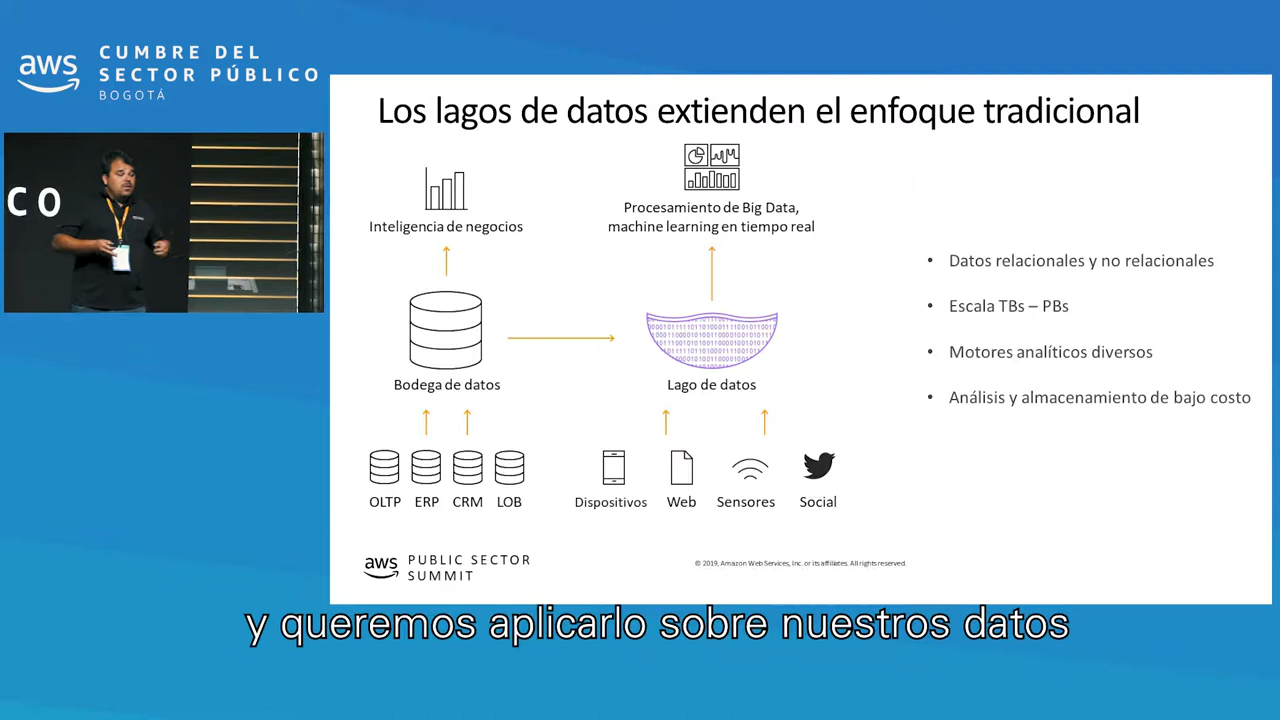 aws
CUMBRE DEL
SECTOR PÚBLICO
BOGOTÁ
CO
Los lagos de datos extienden el enfoque tradicional
Inteligencia de negocios
Procesamiento de Big Data,
machine learning en tiempo real
Bodega de datos
Lago de datos
OLTP
ERP
CRM
LOB
Dispositivos
Web
Sensores
Social
• Datos relacionales y no relacionales
• Escala TBs – PBs
• Motores analíticos diversos
• Análisis y almacenamiento de bajo costo
aws
PUBLIC SECTOR
SUMMIT
© 2019, Amazon Web Services, Inc. or its affiliates. All rights reserved.
y queremos aplicarlo sobre nuestros datos